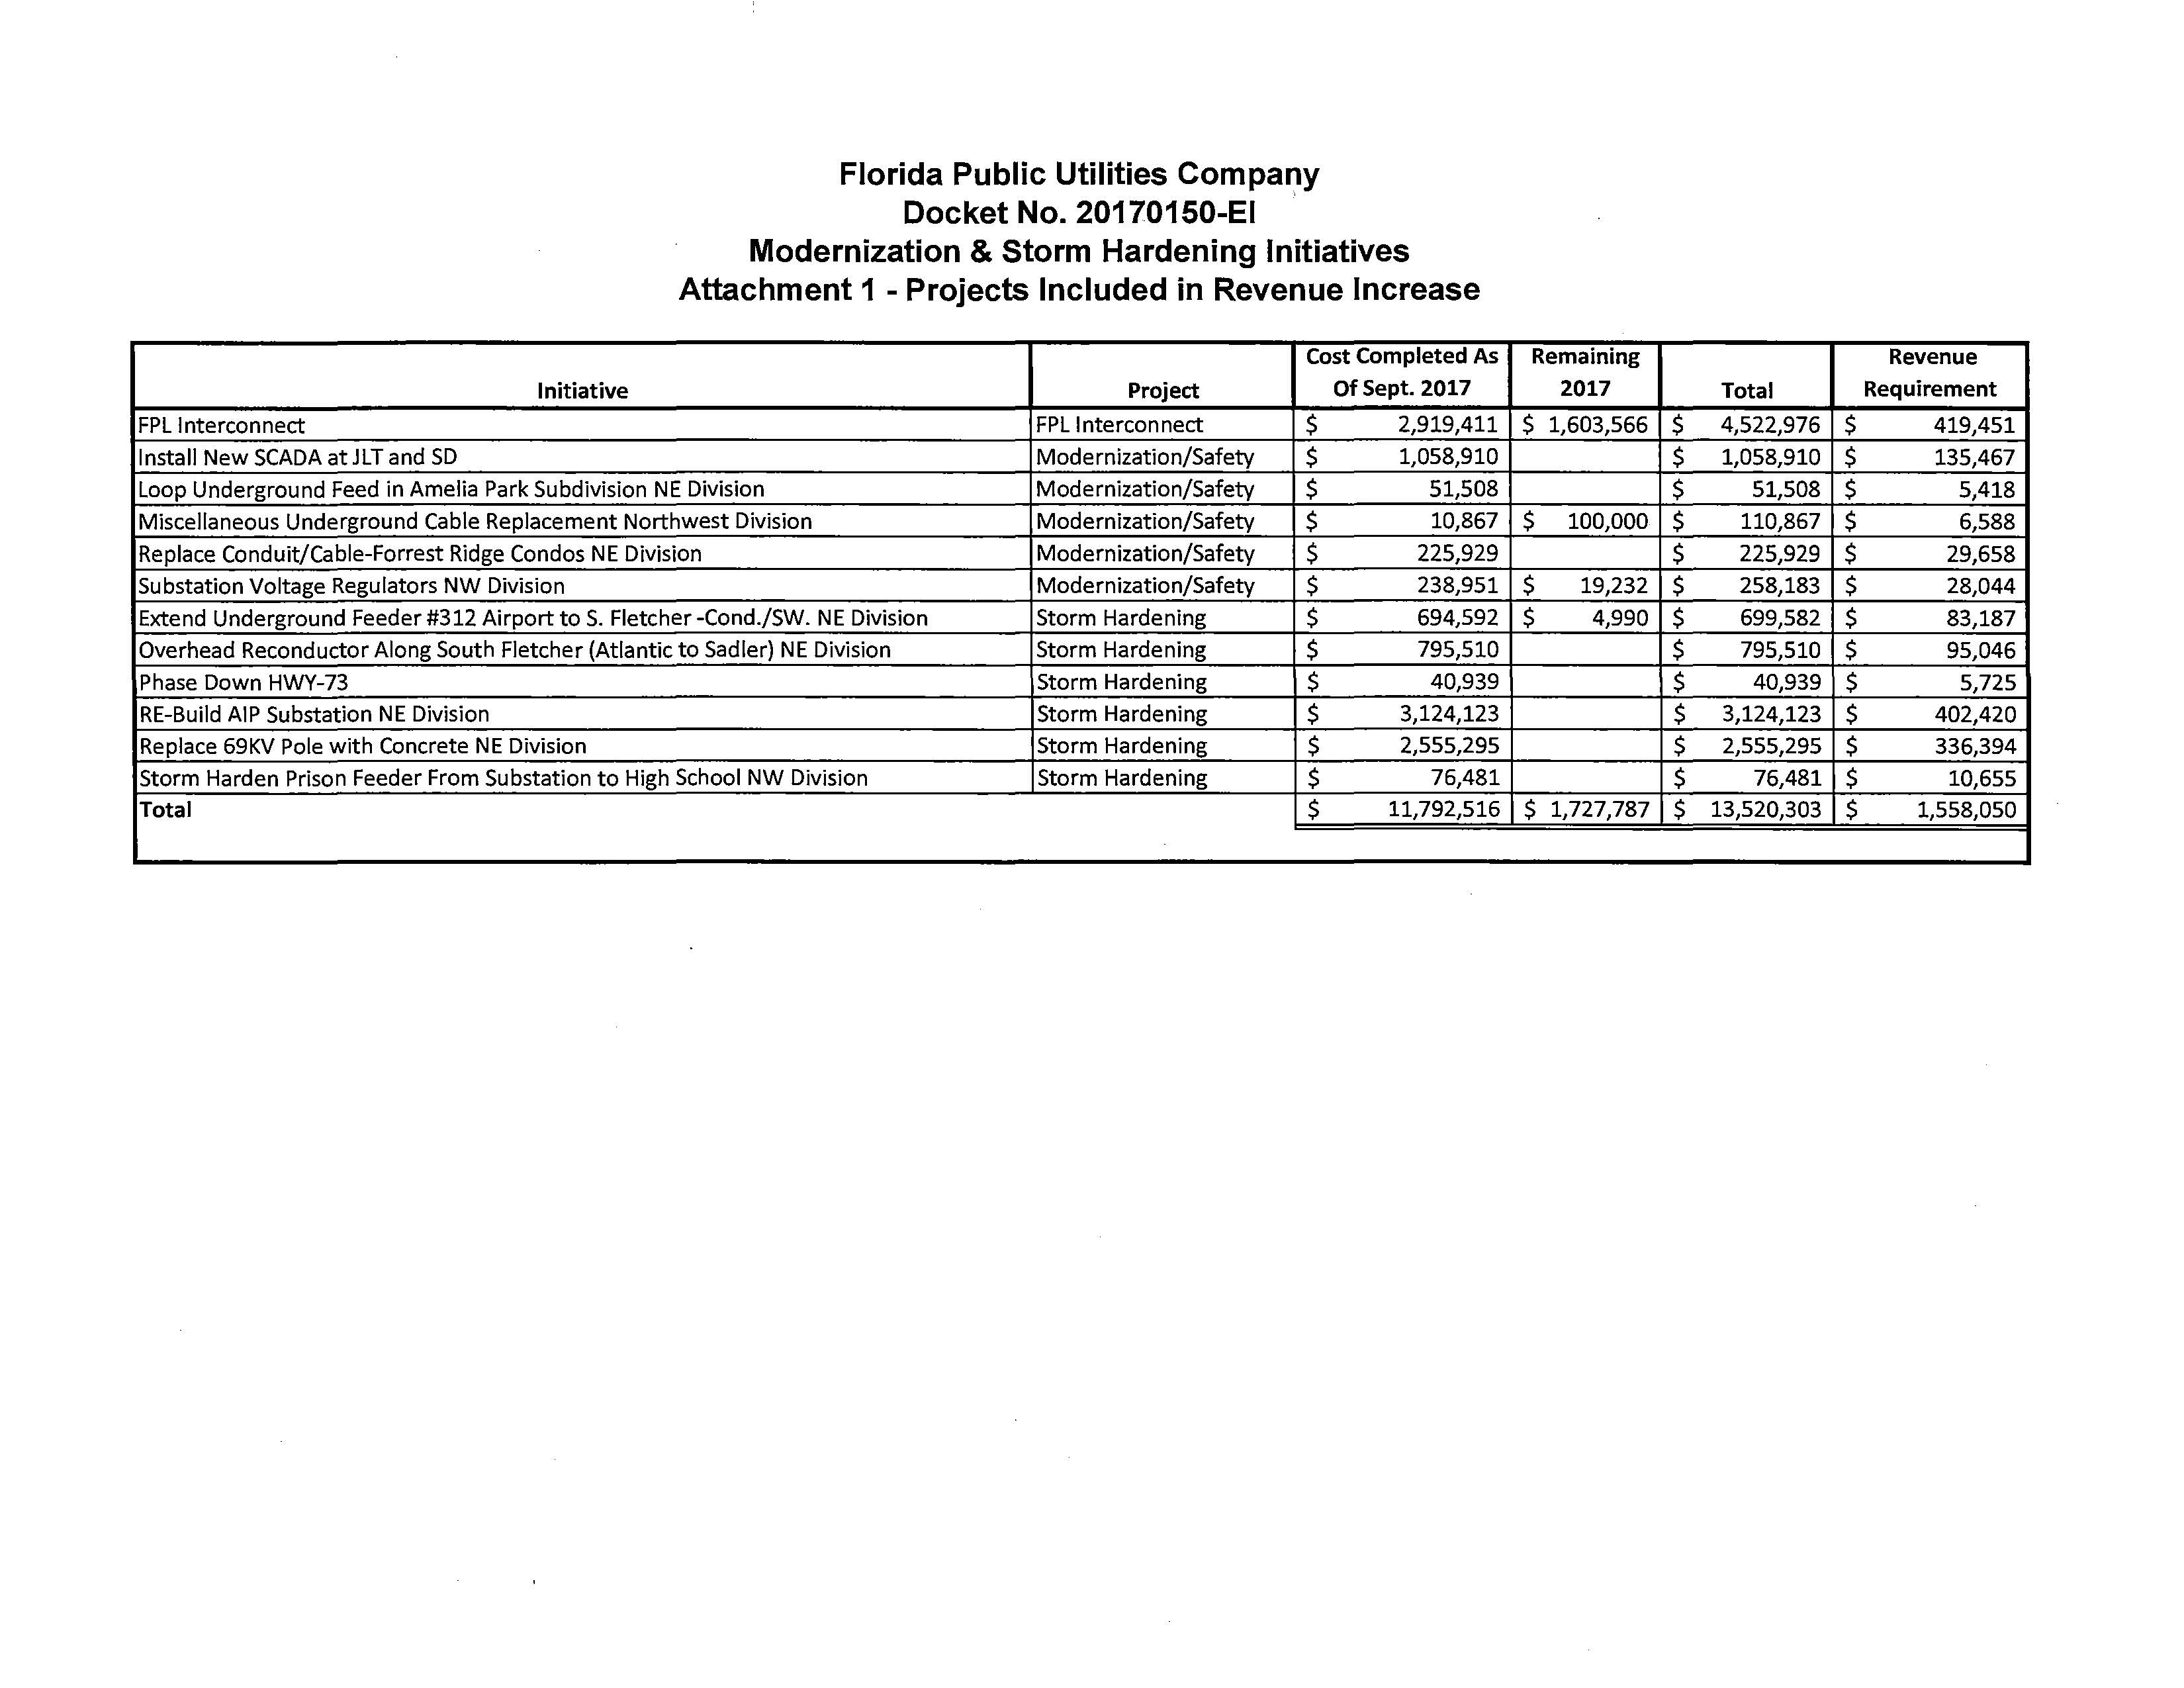 Florida Public Utilities Company
Docket No. 20170150-EI
Modernization & Storm Hardening Initiatives
Attachment 1 - Projects Included in Revenue Increase
Initiative Project Cost Completed As Of Sept. 2017 Remaining 2017 Total Revenue Requirement
FPL Interconnect FPL Interconnect $ 2,919,411 $ 1,603,566 $ 4,522,976 $ 419,451
Install New SCADA at JLT and SD Modernization/Safety $ 1,058,910 $ 1,058,910 $ 135,467
Loop Underground Feed in Amelia Park Subdivision NE Division Modernization/Safety $ 51,508 $ 51,508 $ 5,418
Miscellaneous Underground Cable Replacement Northwest Division Modernization/Safety $ 10,867 $ 100,000 $ 110,867 $ 6,588
Replace Conduit/Cable-Forrest Ridge Condos NE Division Modernization/Safety $ 225,929 $ 225,929 $ 29,658
Substation Voltage Regulators NW Division Modernization/Safety $ 238,951 $ 19,232 $ 258,183 $ 28,044
Extend Underground Feeder #312 Airport to S. Fletcher -Cond./SW. NE Division Storm Hardening $ 694,592 $ 4,990 $ 699,582 $ 83,187
Overhead Reconductor Along South Fletcher (Atlantic to Sadler) NE Division Storm Hardening $ 795,510 $ 795,510 $ 95,046
Phase Down HWY-73 Storm Hardening $ 40,939 $ 40,939 $ 5,725
RE-Build AIP Substation NE Division Storm Hardening $ 3,124,123 $ 3,124,123 $ 402,420
Replace 69KV Pole with Concrete NE Division Storm Hardening $ 2,555,295 $ 2,555,295 $ 336,394
Storm Harden Prison Feeder From Substation to High School NW Division Storm Hardening $ 76,481 $ 76,481 $ 10,655
Total $ 11,792,516 $ 1,727,787 $ 13,520,303 $ 1,558,050